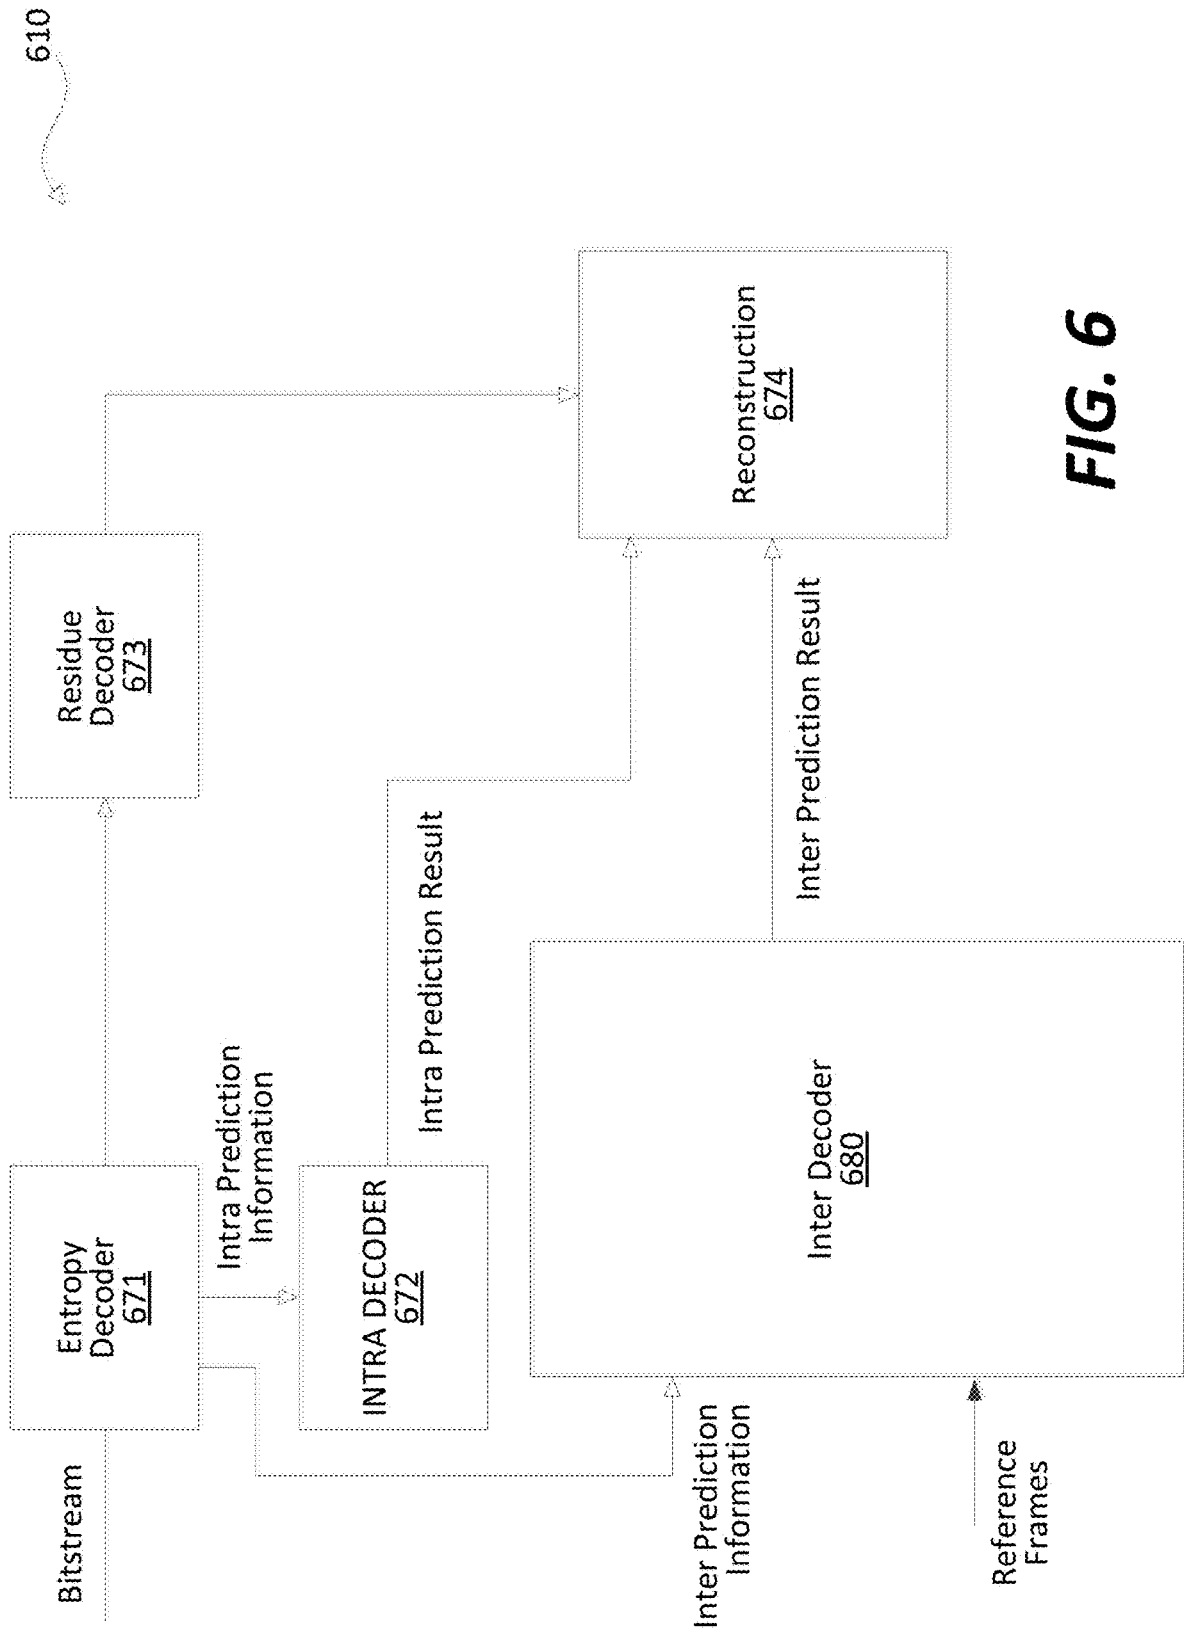 610
Bitstream
Entropy
Decoder
671
Residue
Decoder
673
Intra Prediction
Information
INTRA DECODER
672
Intra Prediction Result
Reconstruction
674
Inter Prediction
Information
Inter Decoder
680
Inter Prediction Result
Reference
Frames
FIG. 6